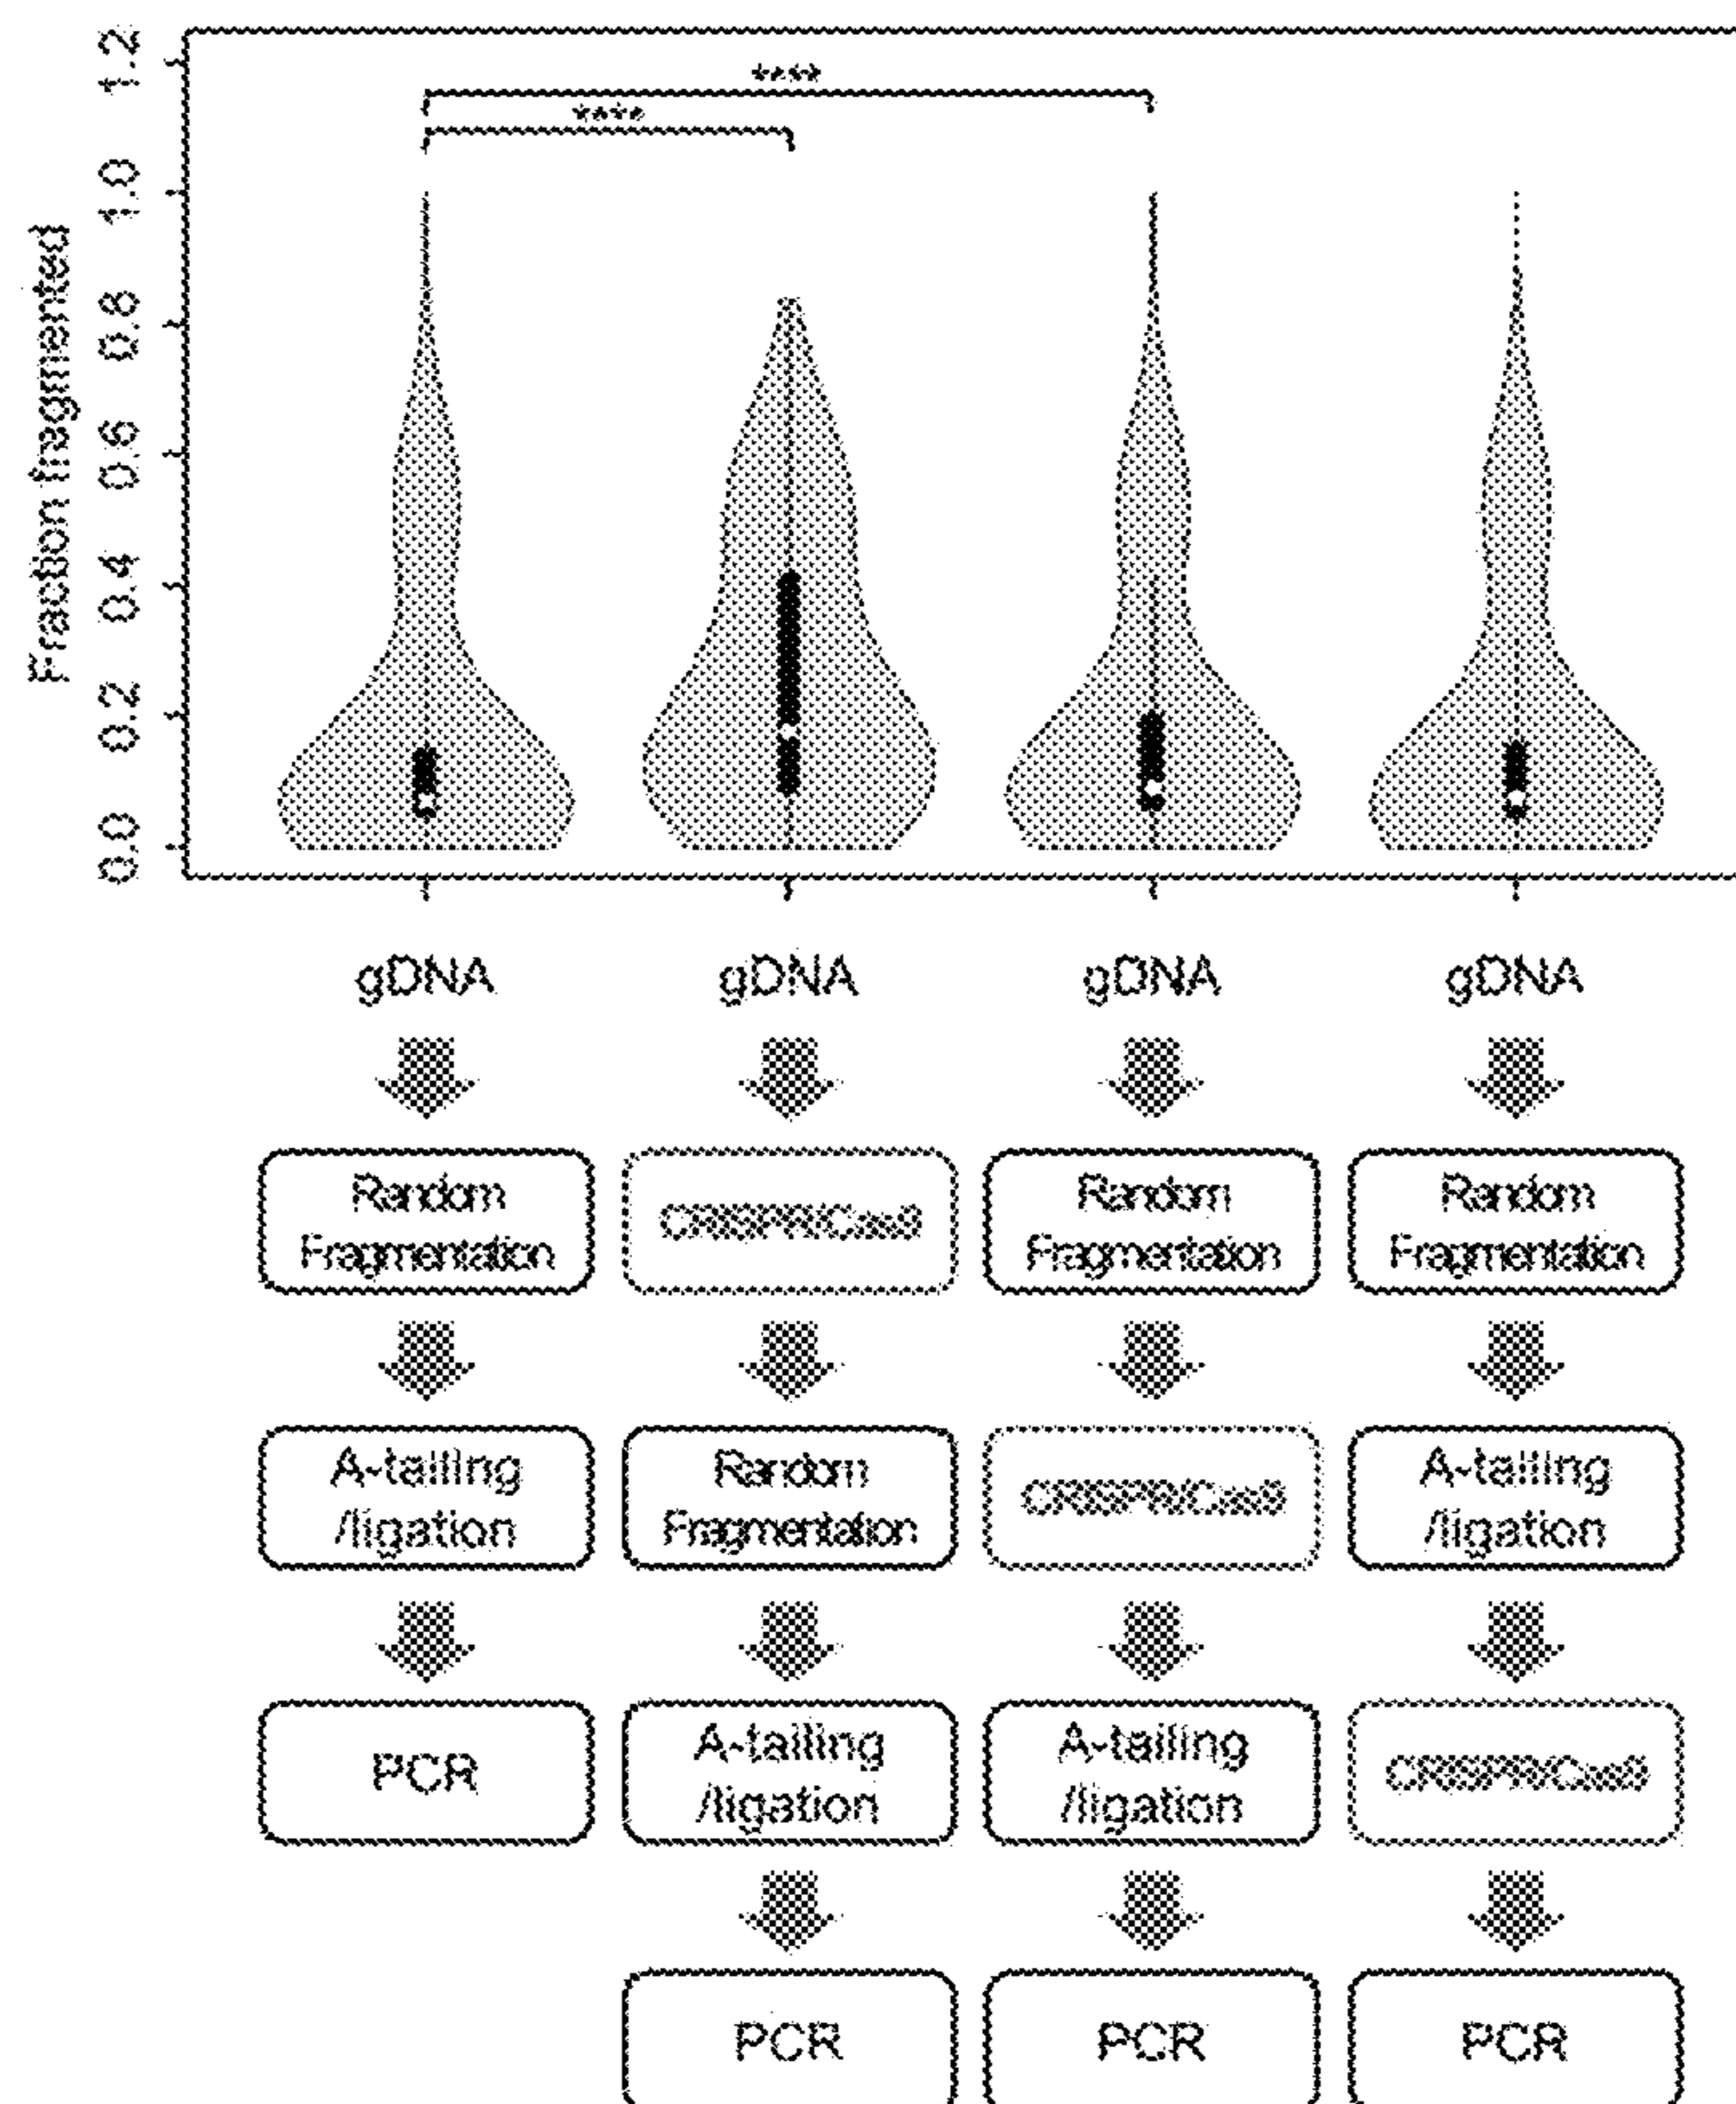 Fraction fragmented
1.2
1.0
0.8
0.6
0.4
0.2
0.0
****
****
gDNA gDNA gDNA gDNA
Random CRISPR/Cas9 Random Random
Fragmentation Fragmentation Fragmentation
A-tailing Random CRISPR/Cas9 A-tailing
/ligation Fragmentation /ligation
PCR A-tailing A-tailing CRISPR/Cas9
/ligation /ligation
PCR PCR PCR